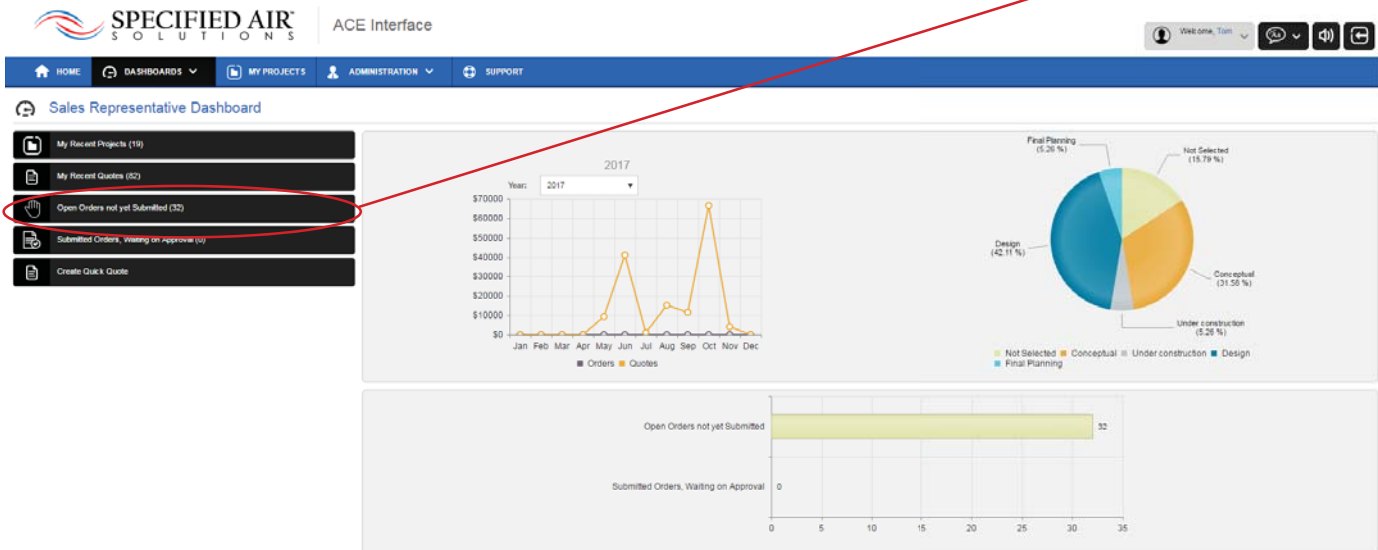 SPECIFIED AIR
SOLUTIONS
ACE Interface
Welcome, Tom
HOME DASHBOARDS MY PROJECTS ADMINISTRATION SUPPORT
Sales Representative Dashboard
My Recent Projects (19)
My Recent Quotes (82)
Open Orders not yet Submitted (32)
Submitted Orders, Waiting on Approval (0)
Create Quick Quote
2017
Year: 2017
$70000
$60000
$50000
$40000
$30000
$20000
$10000
$0
Jan Feb Mar Apr May Jun Jul Aug Sep Oct Nov Dec
Orders Quotes
Final Planning
(5.26 %)
Not Selected
(15.79 %)
Design
(42.11 %)
Conceptual
(31.58 %)
Under construction
(5.26 %)
Not Selected Conceptual Under construction Design
Final Planning
Open Orders not yet Submitted 32
Submitted Orders, Waiting on Approval 0
0 5 10 15 20 25 30 35